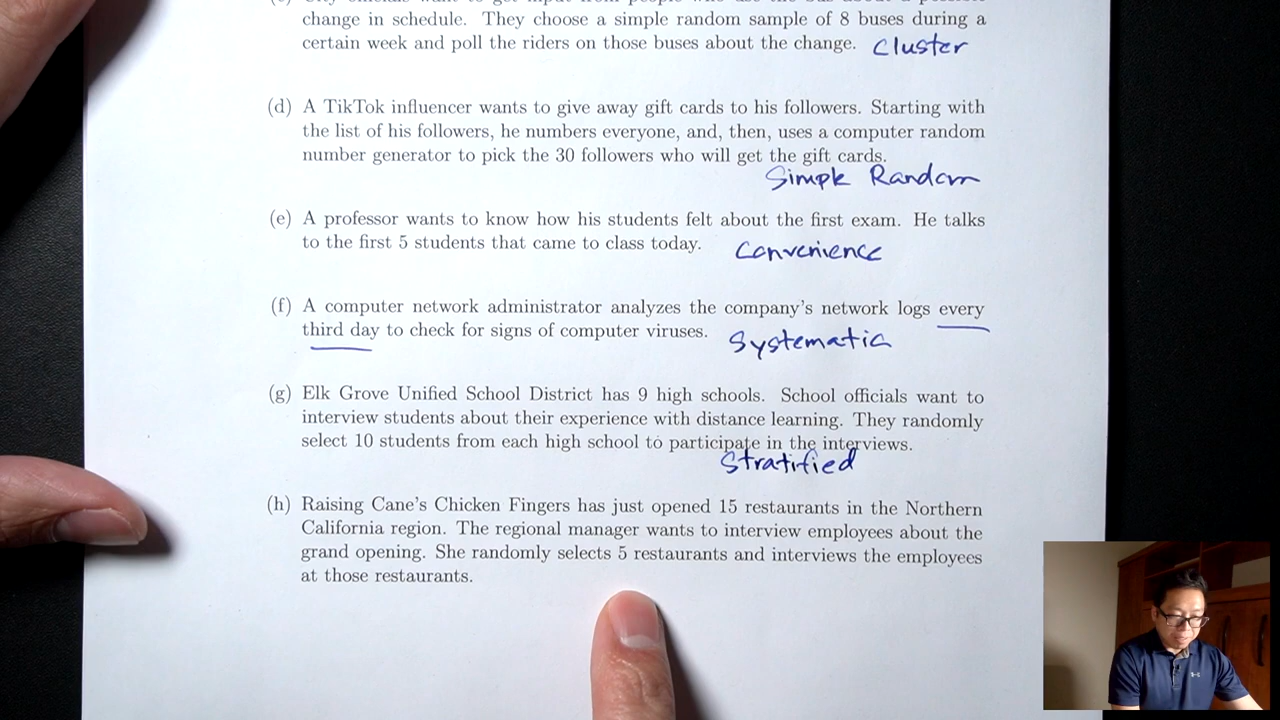 change in schedule. They choose a simple random sample of 8 buses during a
certain week and poll the riders on those buses about the change. Cluster
(d) A TikTok influencer wants to give away gift cards to his followers. Starting with
the list of his followers, he numbers everyone, and, then, uses a computer random
number generator to pick the 30 followers who will get the gift cards.
Simple Random
(e) A professor wants to know how his students felt about the first exam. He talks
to the first 5 students that came to class today. Convenience
(f) A computer network administrator analyzes the company's network logs every
third day to check for signs of computer viruses. Systematic
(g) Elk Grove Unified School District has 9 high schools. School officials want to
interview students about their experience with distance learning. They randomly
select 10 students from each high school to participate in the interviews.
Stratified
(h) Raising Cane's Chicken Fingers has just opened 15 restaurants in the Northern
California region. The regional manager wants to interview employees about the
grand opening. She randomly selects 5 restaurants and interviews the employees
at those restaurants.